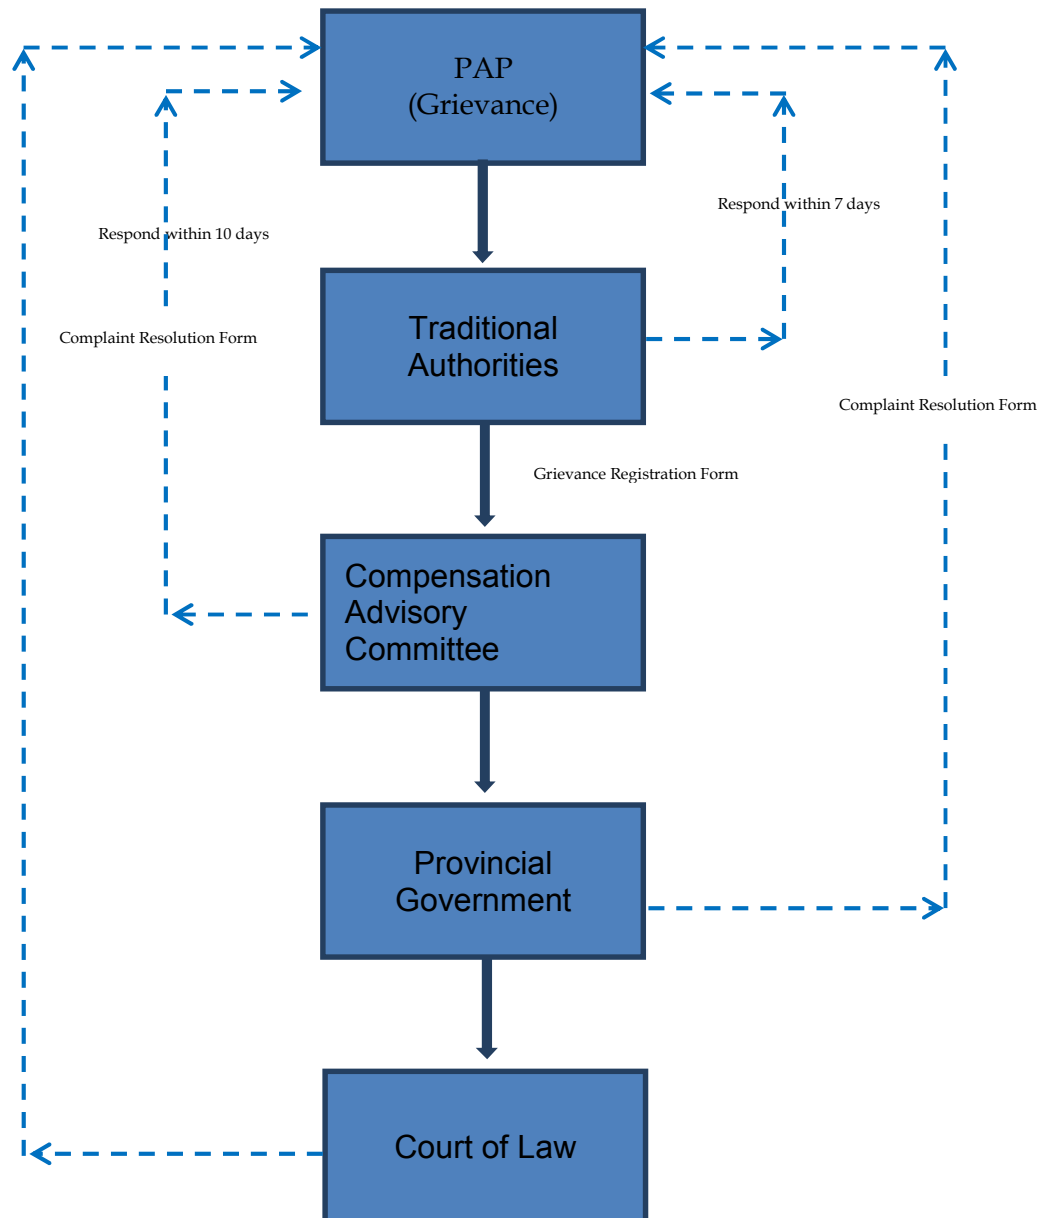 PAP
(Grievance)
Respond within 7 days
Respond within 10 days
Traditional
Authorities
Complaint Resolution Form
Complaint Resolution Form
Grievance Registration Form
Compensation
Advisory
Committee
Provincial
Government
Court of Law